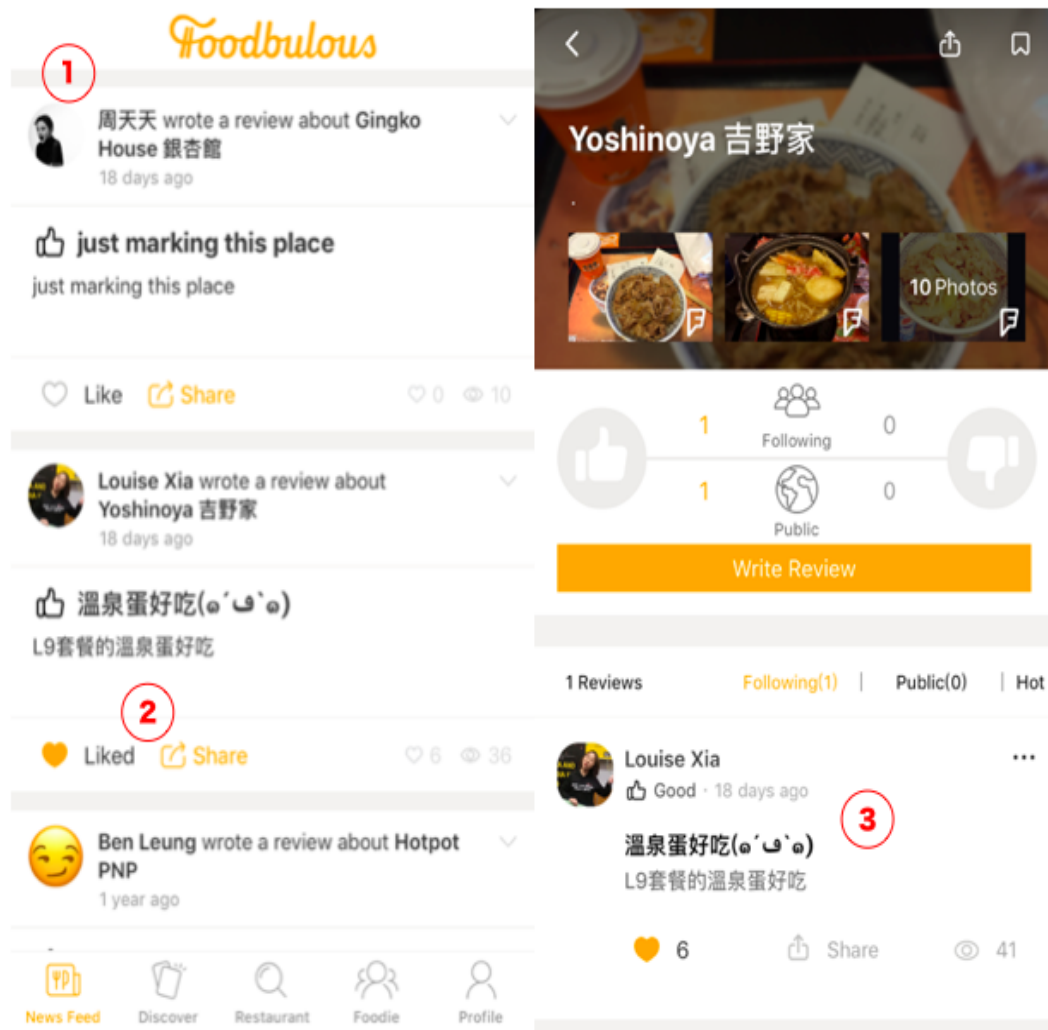 Foodbulous
1
周天天 wrote a review about Gingko
House 銀杏館
18 days ago
just marking this place
just marking this place
Like Share 0 10
Louise Xia wrote a review about
Yoshinoya 吉野家
18 days ago
溫泉蛋好吃(๑´ڡ`๑)
L9套餐的溫泉蛋好吃
2
Liked Share 6 36
Ben Leung wrote a review about Hotpot
PNP
1 year ago
News Feed Discover Restaurant Foodie Profile
Yoshinoya 吉野家
.
10 Photos
1 Following 0
1 Public 0
Write Review
1 Reviews Following(1) | Public(0) | Hot
Louise Xia
Good · 18 days ago
3
溫泉蛋好吃(๑´ڡ`๑)
L9套餐的溫泉蛋好吃
6 Share 41